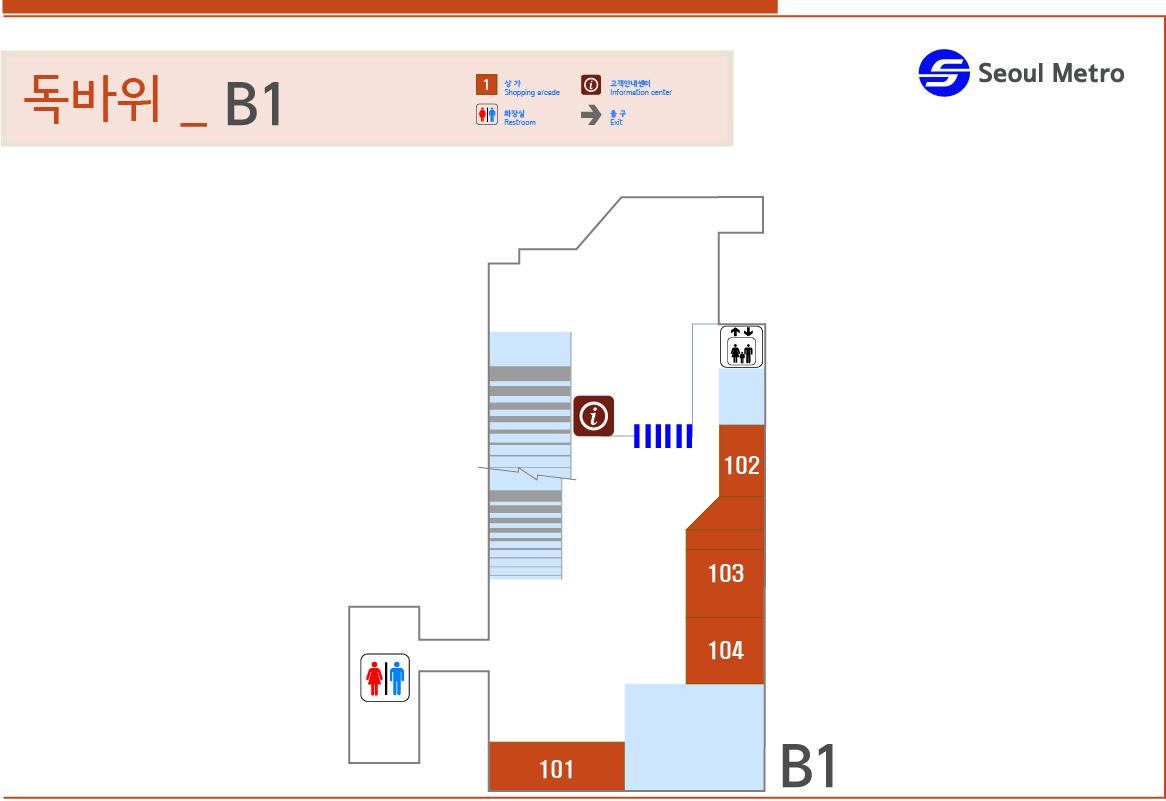 독바위 _ B1
1 상 가
Shopping arcade
고객안내센터
Information center
화장실
Restroom
출 구
Exit
Seoul Metro
i
102
103
104
101
B1